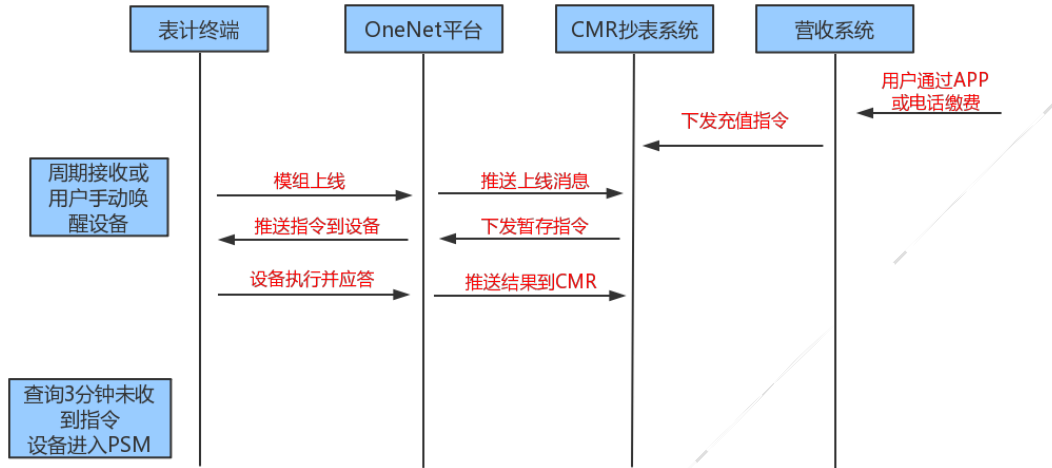 表计终端
OneNet平台
CMR抄表系统
营收系统
用户通过APP
或电话缴费
下发充值指令
周期接收或
用户手动唤
醒设备
模组上线
推送上线消息
推送指令到设备
下发暂存指令
设备执行并应答
推送结果到CMR
查询3分钟未收
到指令
设备进入PSM